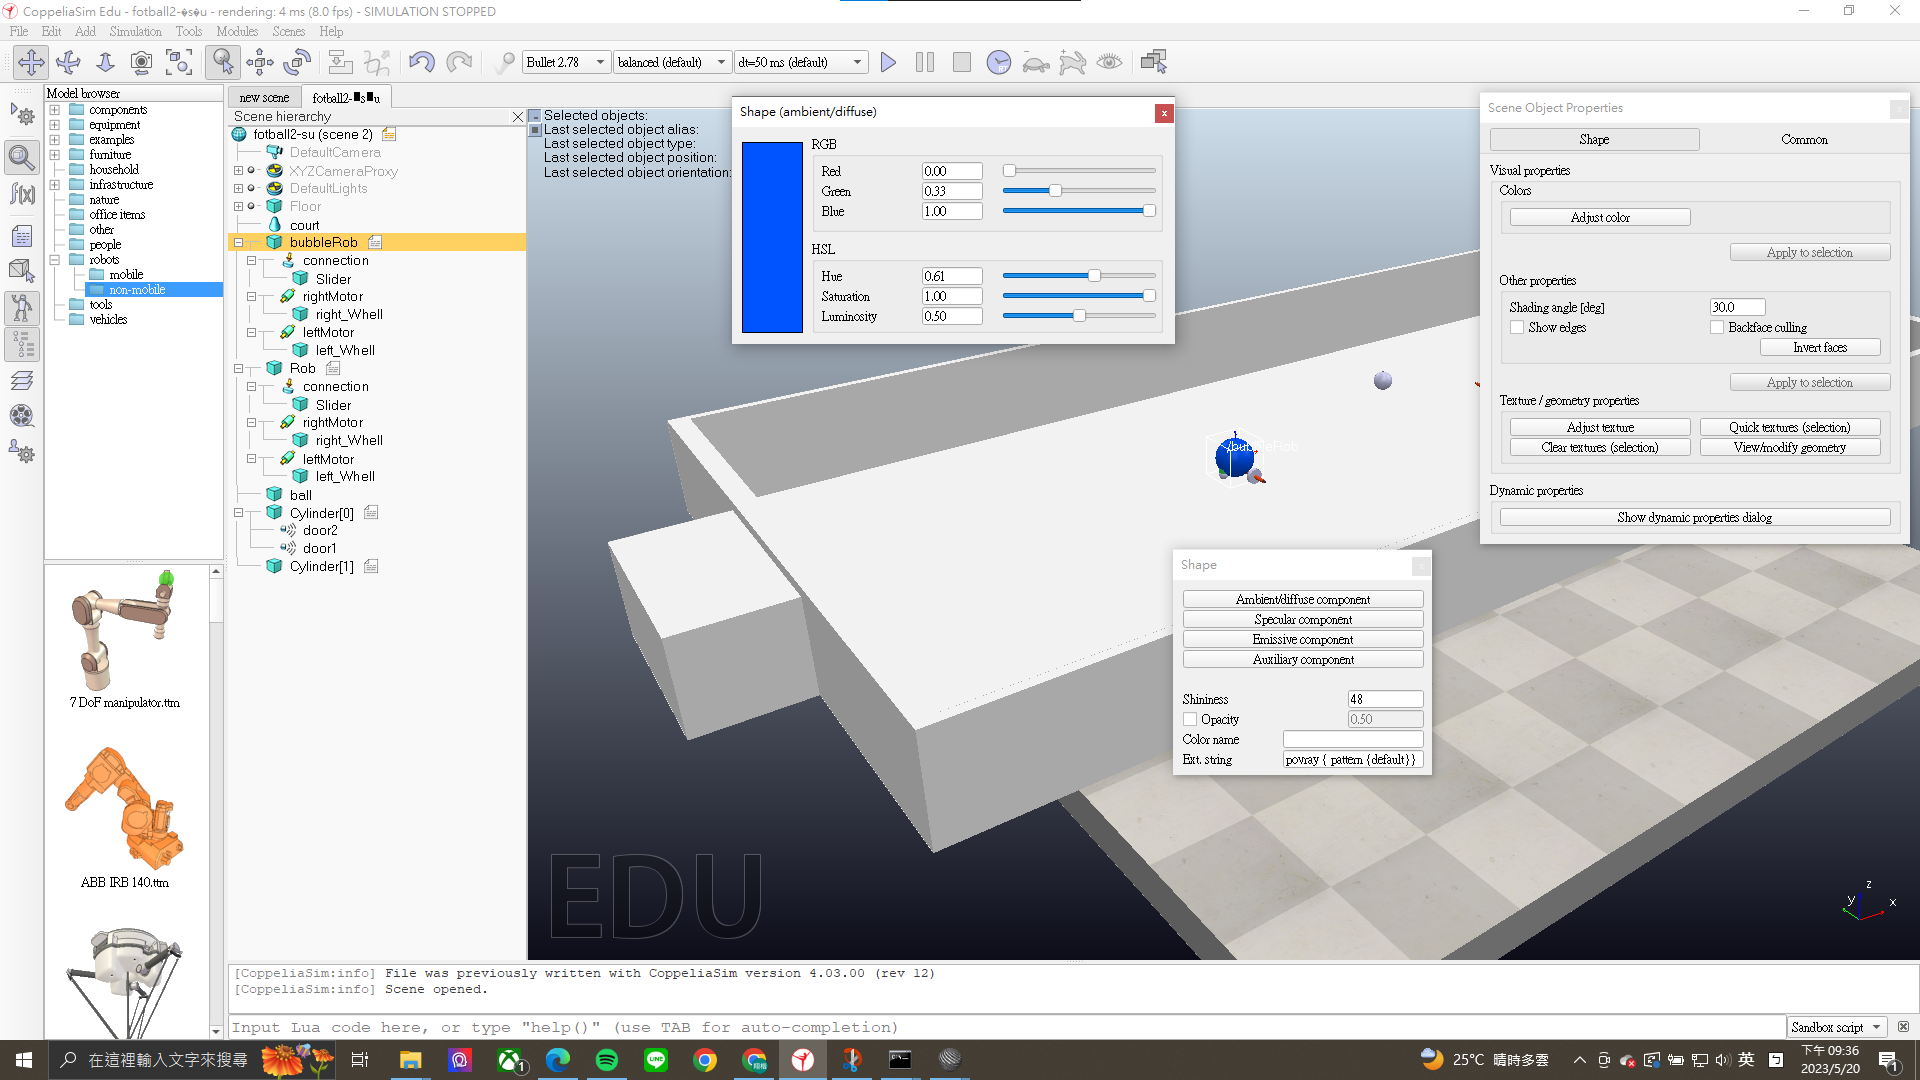 CoppeliaSim Edu - fotball2-�s�u - rendering: 4 ms (8.0 fps) - SIMULATION STOPPED
File Edit Add Simulation Tools Modules Scenes Help
Bullet 2.78 balanced (default) dt=50 ms (default)
Model browser
components
equipment
examples
furniture
household
infrastructure
nature
office items
other
people
robots
mobile
non-mobile
tools
vehicles
7 DoF manipulator.ttm
ABB IRB 140.ttm
new scene fotball2-■s■u
Scene hierarchy
fotball2-su (scene 2)
DefaultCamera
XYZCameraProxy
DefaultLights
Floor
court
bubbleRob
connection
Slider
rightMotor
right_Whell
leftMotor
left_Whell
Rob
connection
Slider
rightMotor
right_Whell
leftMotor
left_Whell
ball
Cylinder[0]
door2
door1
Cylinder[1]
Selected objects:
Last selected object alias:
Last selected object type:
Last selected object position:
Last selected object orientation:
Shape (ambient/diffuse)
RGB
Red 0.00
Green 0.33
Blue 1.00
HSL
Hue 0.61
Saturation 1.00
Luminosity 0.50
/bubbleRob
EDU
z
y x
Shape
Ambient/diffuse component
Specular component
Emissive component
Auxiliary component
Shininess 48
Opacity 0.50
Color name
Ext. string povray { pattern {default} }
Scene Object Properties
Shape Common
Visual properties
Colors
Adjust color
Apply to selection
Other properties
Shading angle [deg] 30.0
Show edges Backface culling
Invert faces
Apply to selection
Texture / geometry properties
Adjust texture Quick textures (selection)
Clear textures (selection) View/modify geometry
Dynamic properties
Show dynamic properties dialog
[CoppeliaSim:info] File was previously written with CoppeliaSim version 4.03.00 (rev 12)
[CoppeliaSim:info] Scene opened.
Input Lua code here, or type "help()" (use TAB for auto-completion)
Sandbox script
在這裡輸入文字來搜尋
25°C 晴時多雲
英
下午 09:36
2023/5/20